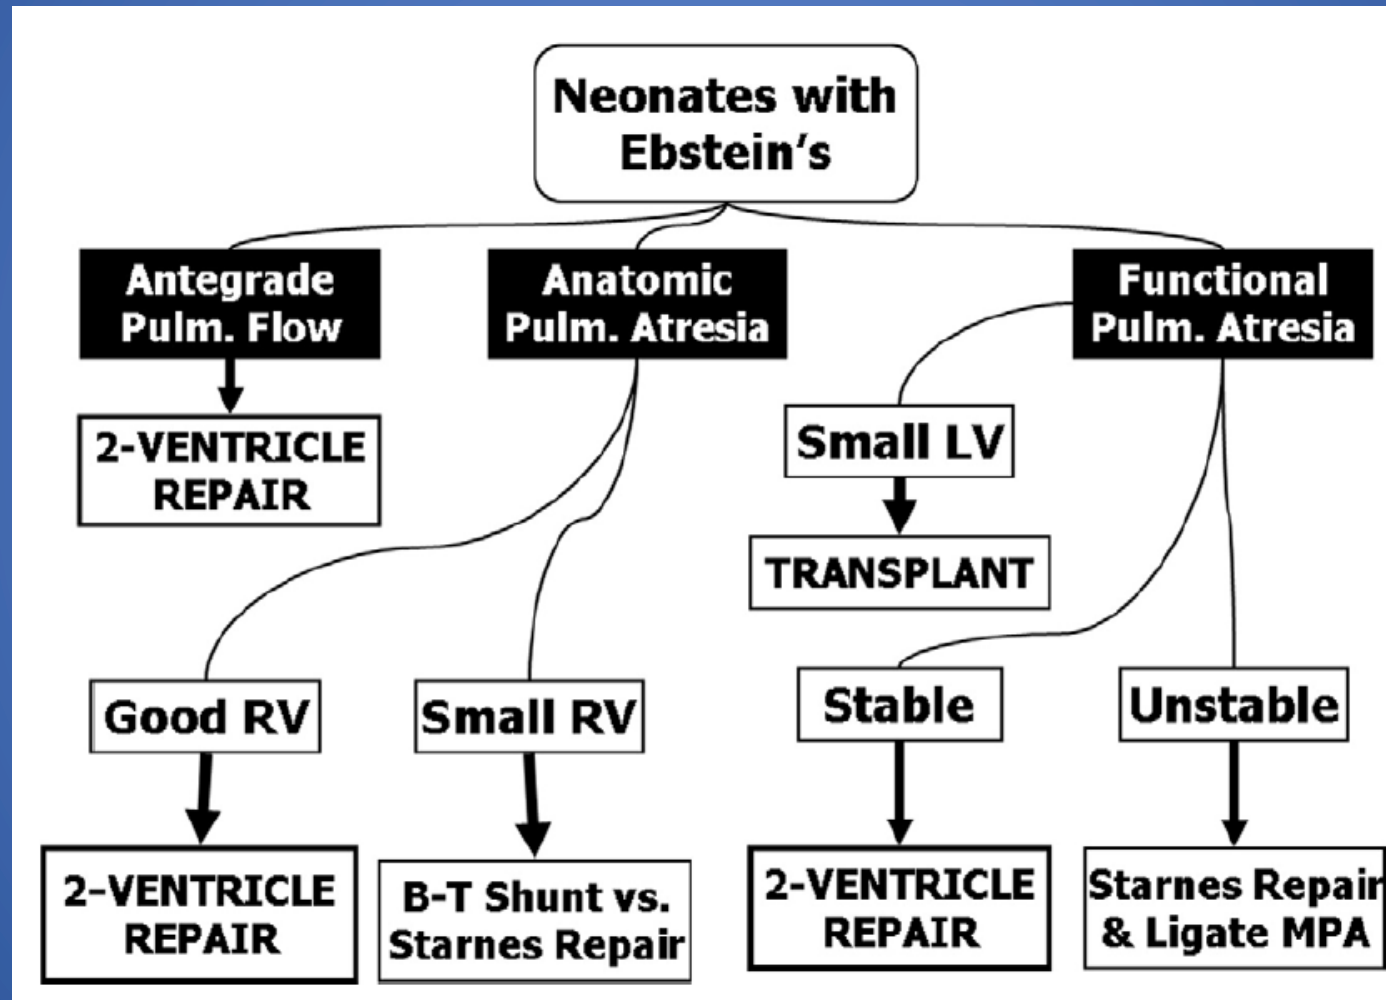 Neonates with
Ebstein's
Antegrade
Pulm. Flow
Anatomic
Pulm. Atresia
Functional
Pulm. Atresia
2-VENTRICLE
REPAIR
Small LV
TRANSPLANT
Good RV
Small RV
Stable
Unstable
2-VENTRICLE
REPAIR
B-T Shunt vs.
Starnes Repair
2-VENTRICLE
REPAIR
Starnes Repair
& Ligate MPA